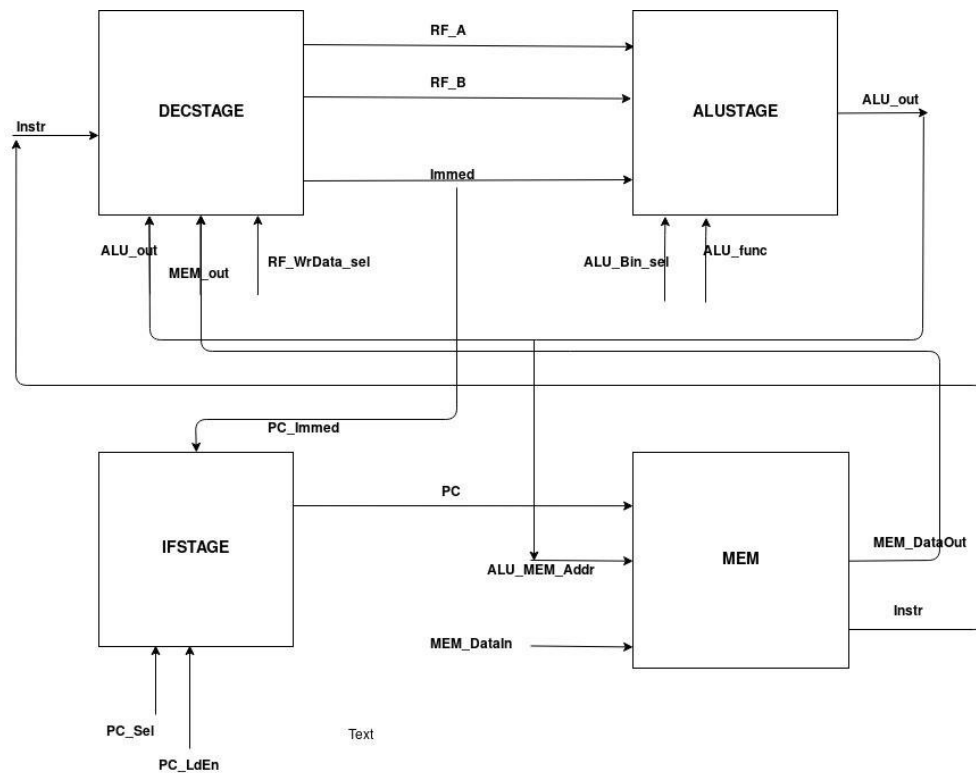 RF_A
RF_B
DECSTAGE
ALUSTAGE
ALU_out
Instr
Immed
ALU_out
MEM_out
RF_WrData_sel
ALU_Bin_sel
ALU_func
PC_Immed
PC
IFSTAGE
MEM
MEM_DataOut
ALU_MEM_Addr
Instr
MEM_DataIn
PC_Sel
Text
PC_LdEn